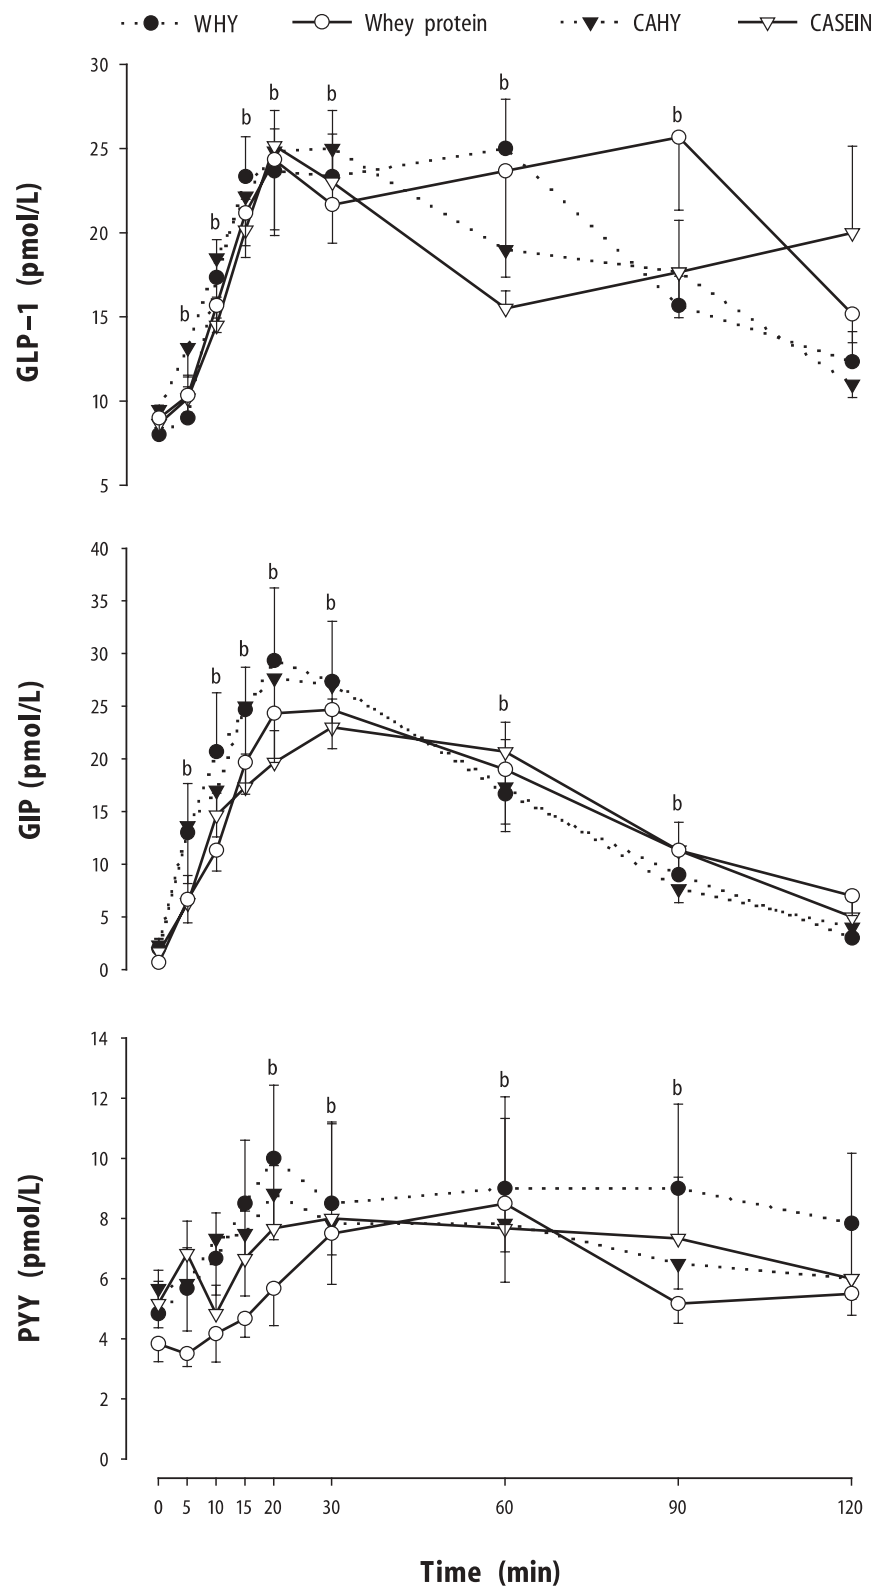 WHY Whey protein CAHY CASEIN
GLP-1 (pmol/L)
30
25
20
15
10
5
b b b b b b b b
GIP (pmol/L)
40
35
30
25
20
15
10
5
0
b b b b b b b
PYY (pmol/L)
14
12
10
8
6
4
2
0
b b b b
0 5 10 15 20 30 60 90 120
Time (min)